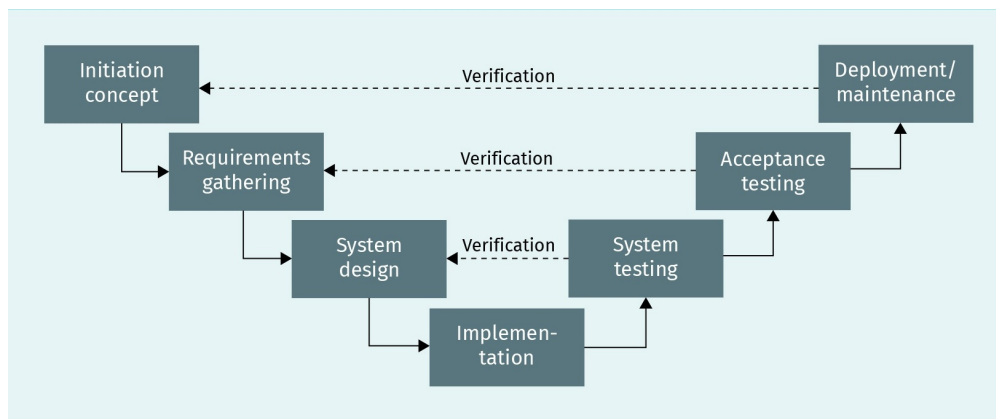 Initiation
concept
Verification
Deployment/
maintenance
Requirements
gathering
Verification
Acceptance
testing
System
design
Verification
System
testing
Implemen-
tation